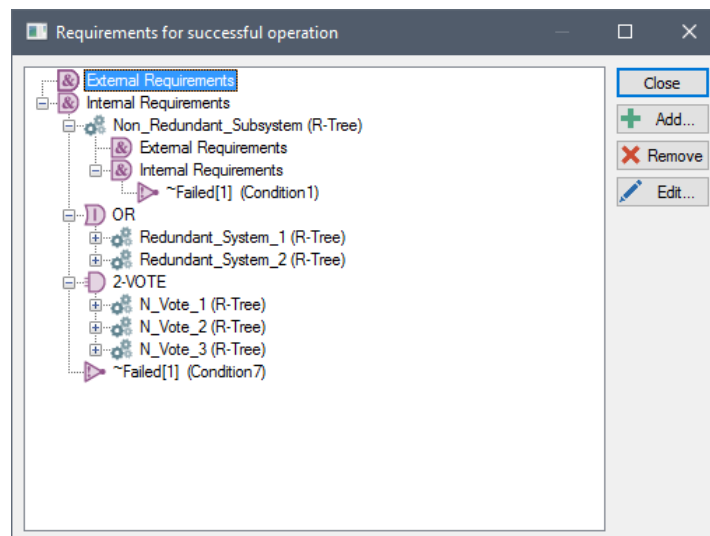 Requirements for successful operation
& External Requirements
& Internal Requirements
Non_Redundant_Subsystem (R-Tree)
& External Requirements
& Internal Requirements
~Failed[1] (Condition1)
OR
Redundant_System_1 (R-Tree)
Redundant_System_2 (R-Tree)
2-VOTE
N_Vote_1 (R-Tree)
N_Vote_2 (R-Tree)
N_Vote_3 (R-Tree)
~Failed[1] (Condition7)
Close
Add...
Remove
Edit...